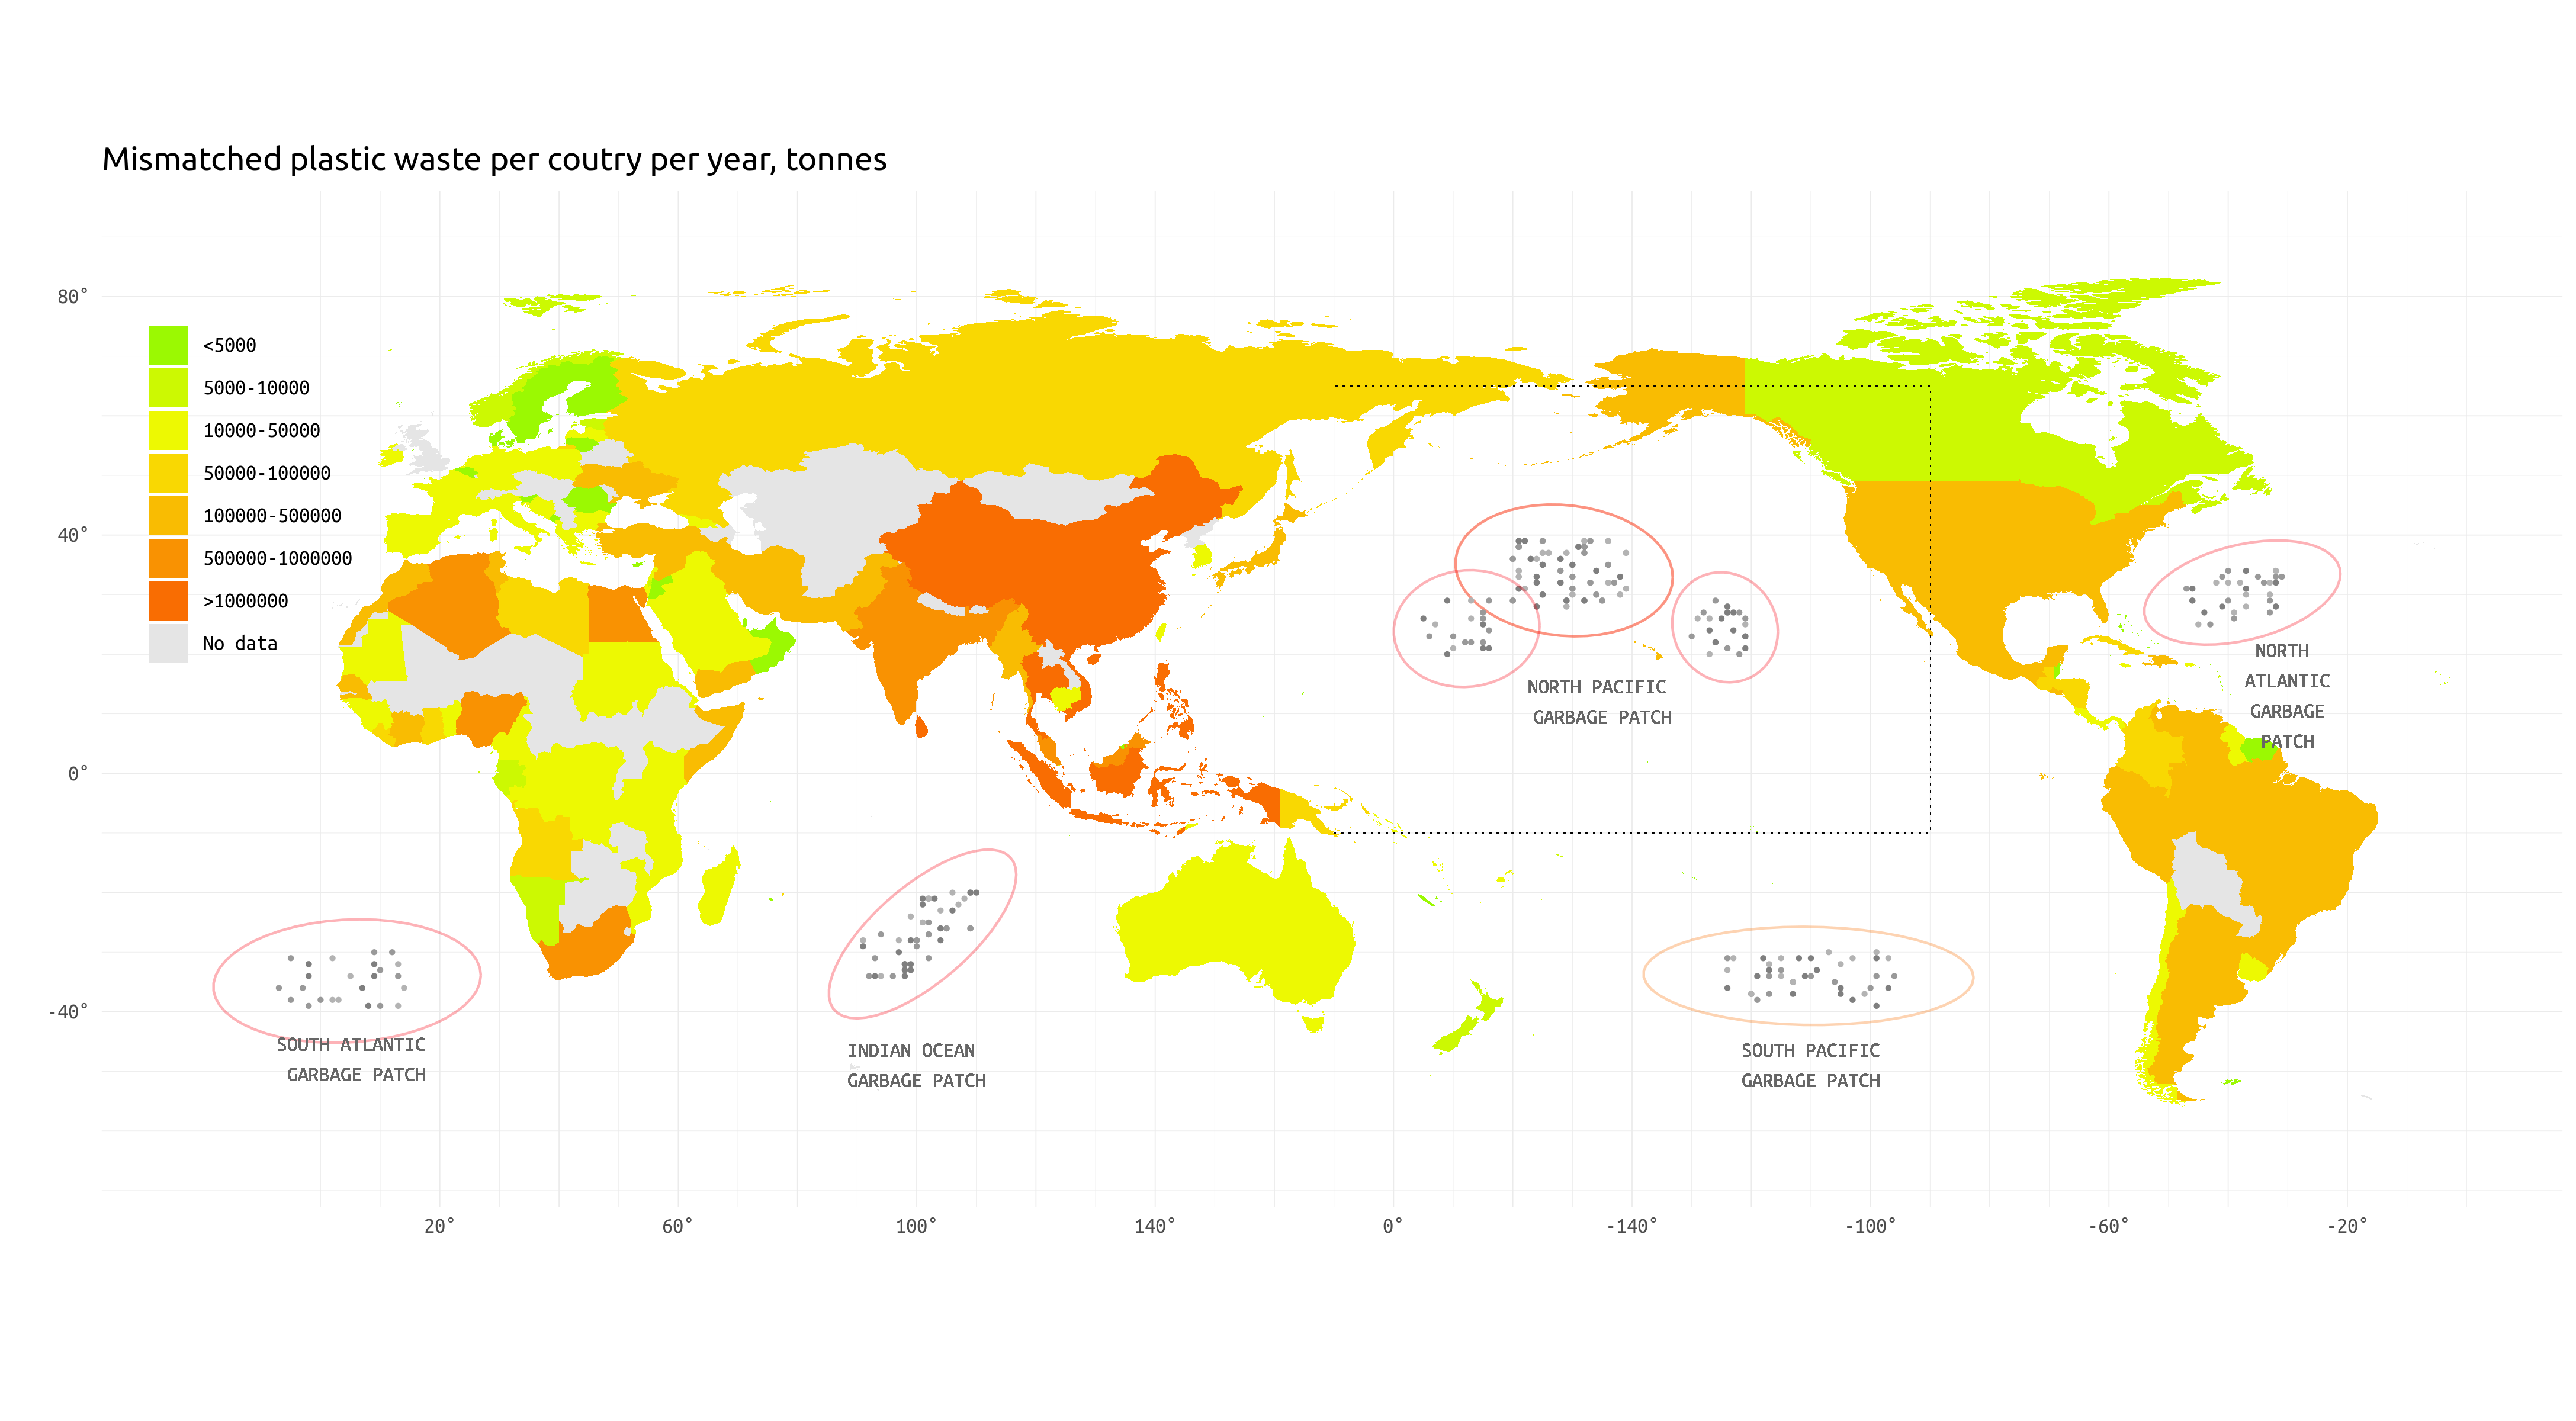 Mismatched plastic waste per coutry per year, tonnes
80°
40°
0°
-40°
<5000
5000-10000
10000-50000
50000-100000
100000-500000
500000-1000000
>1000000
No data
NORTH PACIFIC
GARBAGE PATCH
NORTH
ATLANTIC
GARBAGE
PATCH
SOUTH ATLANTIC
GARBAGE PATCH
INDIAN OCEAN
GARBAGE PATCH
SOUTH PACIFIC
GARBAGE PATCH
20° 60° 100° 140° 0° -140° -100° -60° -20°